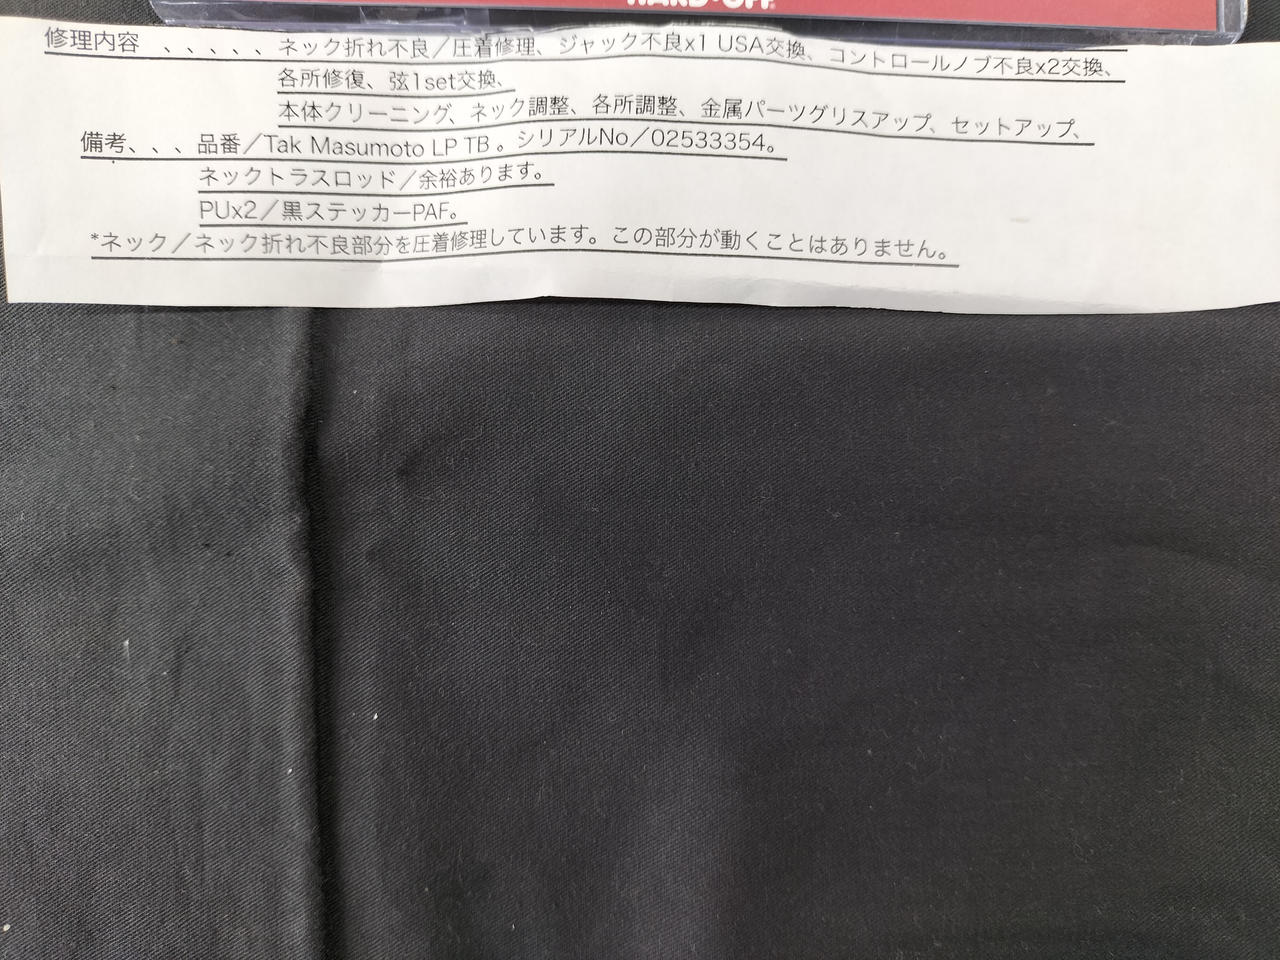 HARD・OFF
修理内容 、、、、、ネック折れ不良/圧着修理、ジャック不良x1 USA交換、コントロールノブ不良x2交換、
各所修復、弦1set交換、
本体クリーニング、ネック調整、各所調整、金属パーツグリスアップ、セットアップ、
備考、、、品番/Tak Masumoto LP TB。シリアルNo/02533354。
ネックトラスロッド/余裕あります。
PUx2/黒ステッカーPAF。
*ネック/ネック折れ不良部分を圧着修理しています。この部分が動くことはありません。